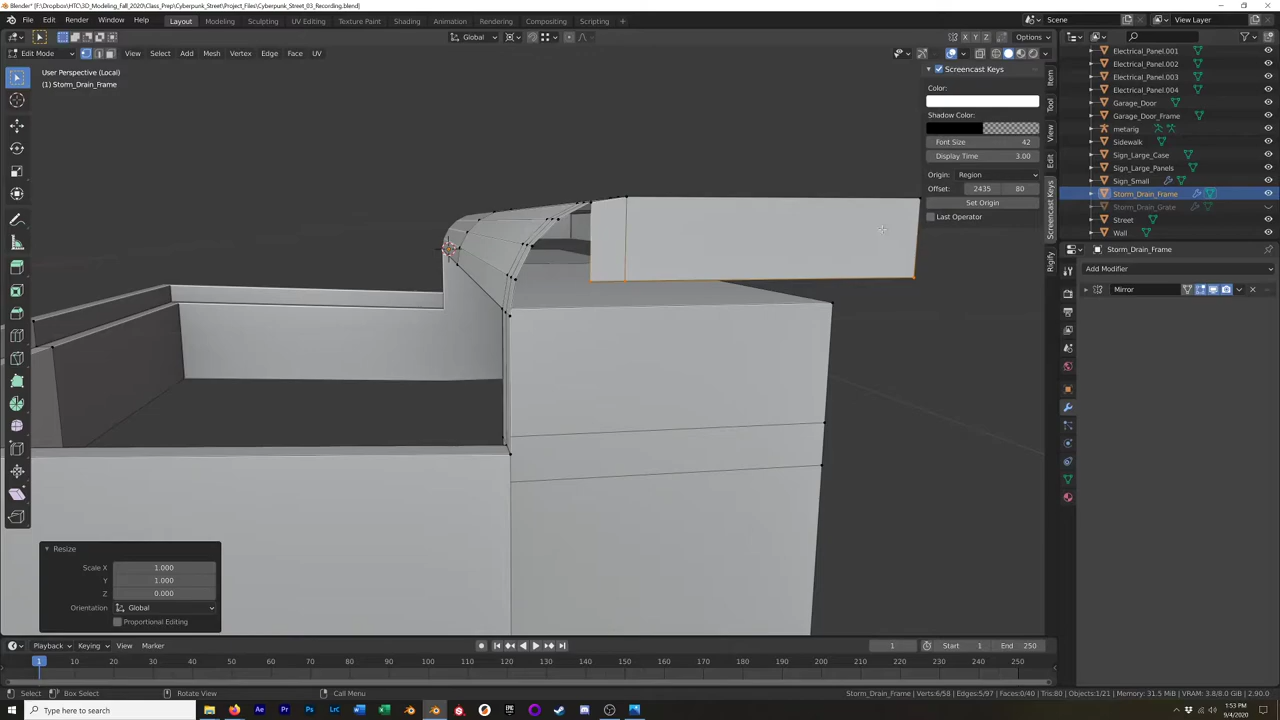 Blender* [F:\Dropbox\HTC\3D_Modeling_Fall_2020\Class_Prep\Cyberpunk_Street\Project_Files\Cyberpunk_Street_03_Recording.blend]
File Edit Render Window Help Layout Modeling Sculpting UV Editing Texture Paint Shading Animation Rendering Compositing Scripting + Scene View Layer
Global X Y Z Options
Edit Mode View Select Add Mesh Vertex Edge Face UV
User Perspective (Local)
(1) Storm_Drain_Frame
Screencast Keys
Color:
Shadow Color:
Font Size 42
Display Time 3.00
Origin: Region
Offset: 2435 80
Set Origin
Last Operator
Item
Tool
View
Edit
Screencast Keys
Rigify
Electrical_Panel.001
Electrical_Panel.002
Electrical_Panel.003
Electrical_Panel.004
Garage_Door
Garage_Door_Frame
metarig
Sidewalk
Sign_Large_Case
Sign_Large_Panels
Sign_Small
Storm_Drain_Frame
Storm_Drain_Grate
Street
Wall
Storm_Drain_Frame
Add Modifier
Mirror
Resize
Scale X 1.000
Y 1.000
Z 0.000
Orientation Global
Proportional Editing
Playback Keying View Marker 1 Start 1 End 250
1 10 20 30 40 50 60 70 80 90 100 110 120 130 140 150 160 170 180 190 200 210 220 230 240 250
Select Box Select Rotate View Call Menu Storm_Drain_Frame | Verts:6/58 | Edges:5/97 | Faces:0/40 | Tris:80 | Objects:1/21 | Memory: 31.5 MiB | VRAM: 3.8/8.0 GiB | 2.90.0
Type here to search 1:53 PM
9/4/2020